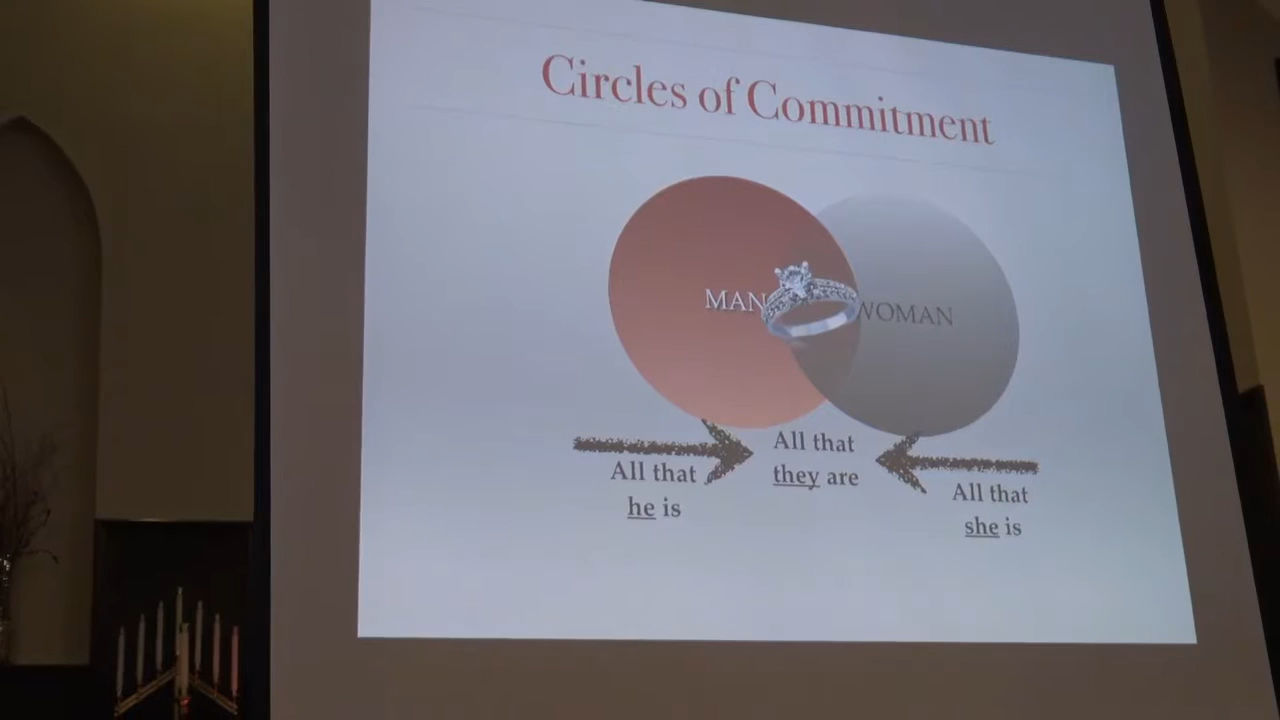 Circles of Commitment
MAN
WOMAN
All that
they are
All that
he is
All that
she is